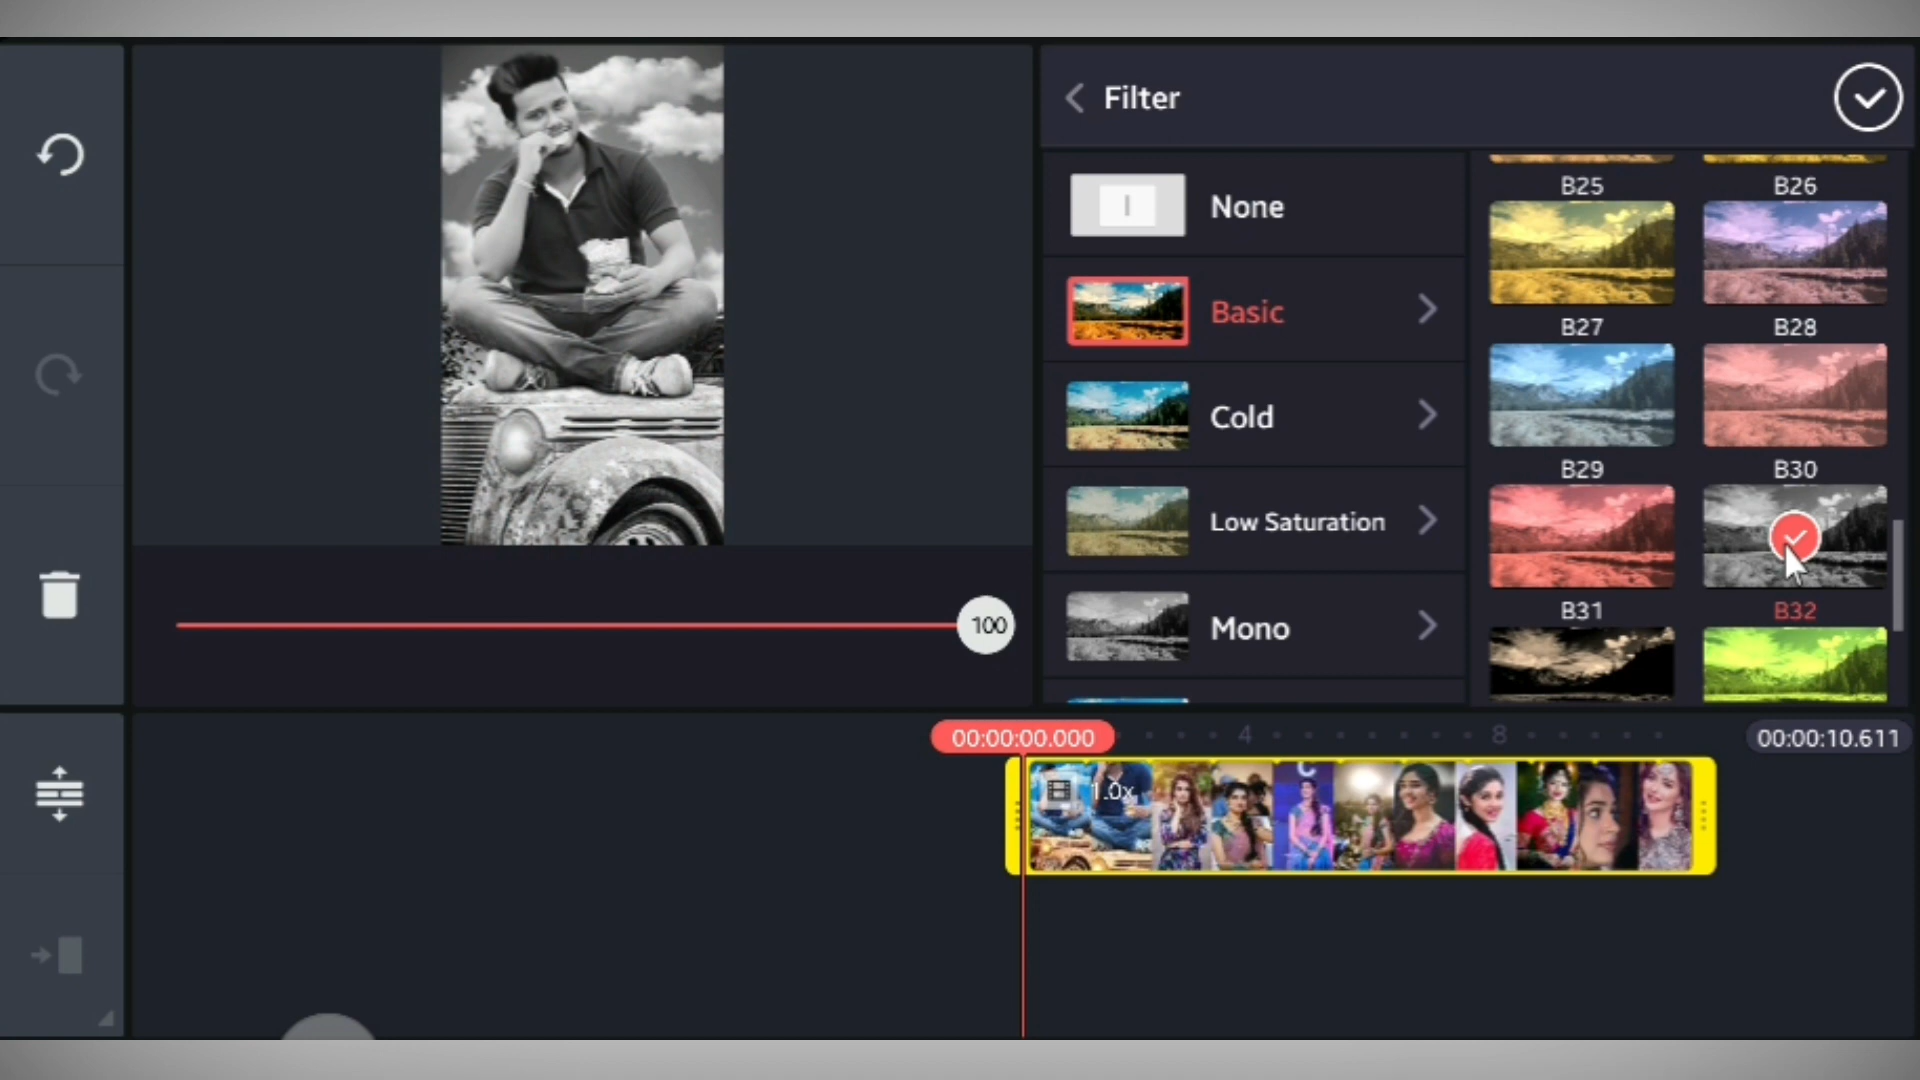 Filter
None
Basic
Cold
Low Saturation
Mono
B25
B26
B27
B28
B29
B30
B31
B32
100
00:00:00.000
4
8
00:00:10.611
1.0x
C